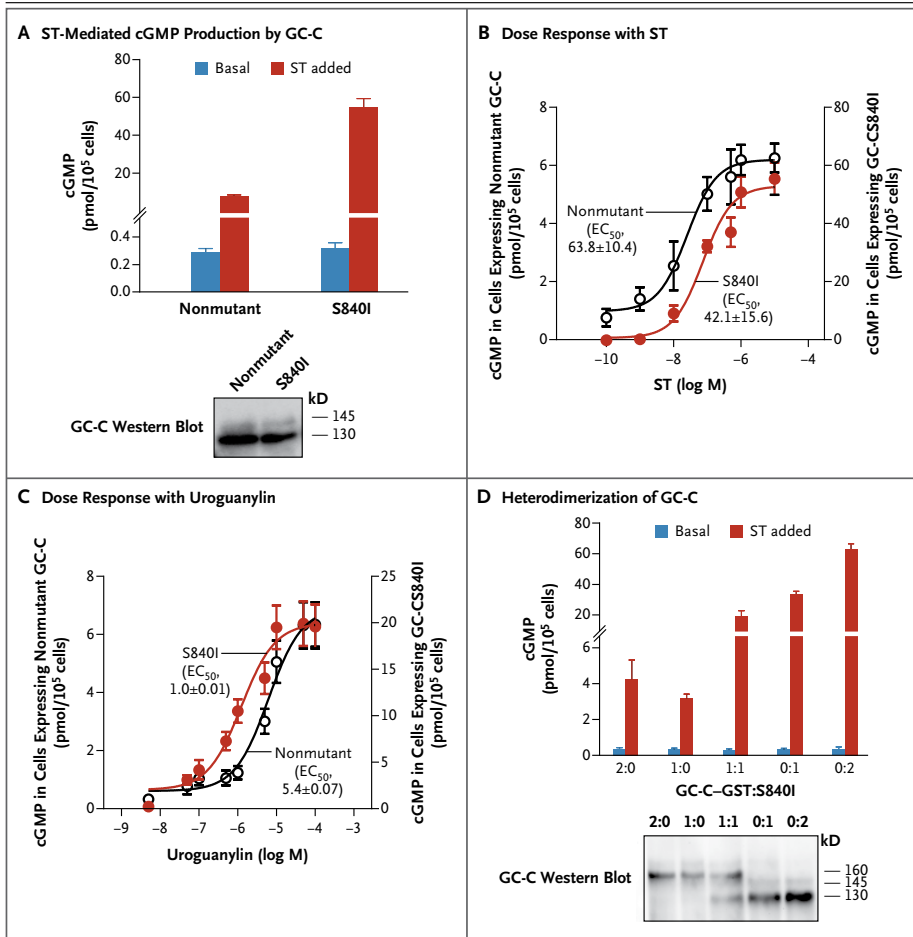 A ST-Mediated cGMP Production by GC-C
Basal
ST added
cGMP
(pmol/10⁵ cells)
80
60
40
20
0.4
0.2
0.0
Nonmutant
S840I
Nonmutant
S840I
kD
GC-C Western Blot
145
130
B Dose Response with ST
cGMP in Cells Expressing Nonmutant GC-C
(pmol/10⁵ cells)
8
6
4
2
0
Nonmutant
(EC₅₀,
63.8±10.4)
S840I
(EC₅₀,
42.1±15.6)
80
60
40
20
0
cGMP in Cells Expressing GC-CS840I
(pmol/10⁵ cells)
−10
−8
−6
−4
ST (log M)
C Dose Response with Uroguanylin
cGMP in Cells Expressing Nonmutant GC-C
(pmol/10⁵ cells)
8
6
4
2
0
S840I
(EC₅₀,
1.0±0.01)
Nonmutant
(EC₅₀,
5.4±0.07)
25
20
15
10
5
0
cGMP in Cells Expressing GC-CS840I
(pmol/10⁵ cells)
−9
−8
−7
−6
−5
−4
−3
Uroguanylin (log M)
D Heterodimerization of GC-C
Basal
ST added
cGMP
(pmol/10⁵ cells)
80
60
40
20
6
4
2
0
2:0
1:0
1:1
0:1
0:2
GC-C–GST:S840I
2:0 1:0 1:1 0:1 0:2
kD
GC-C Western Blot
160
145
130